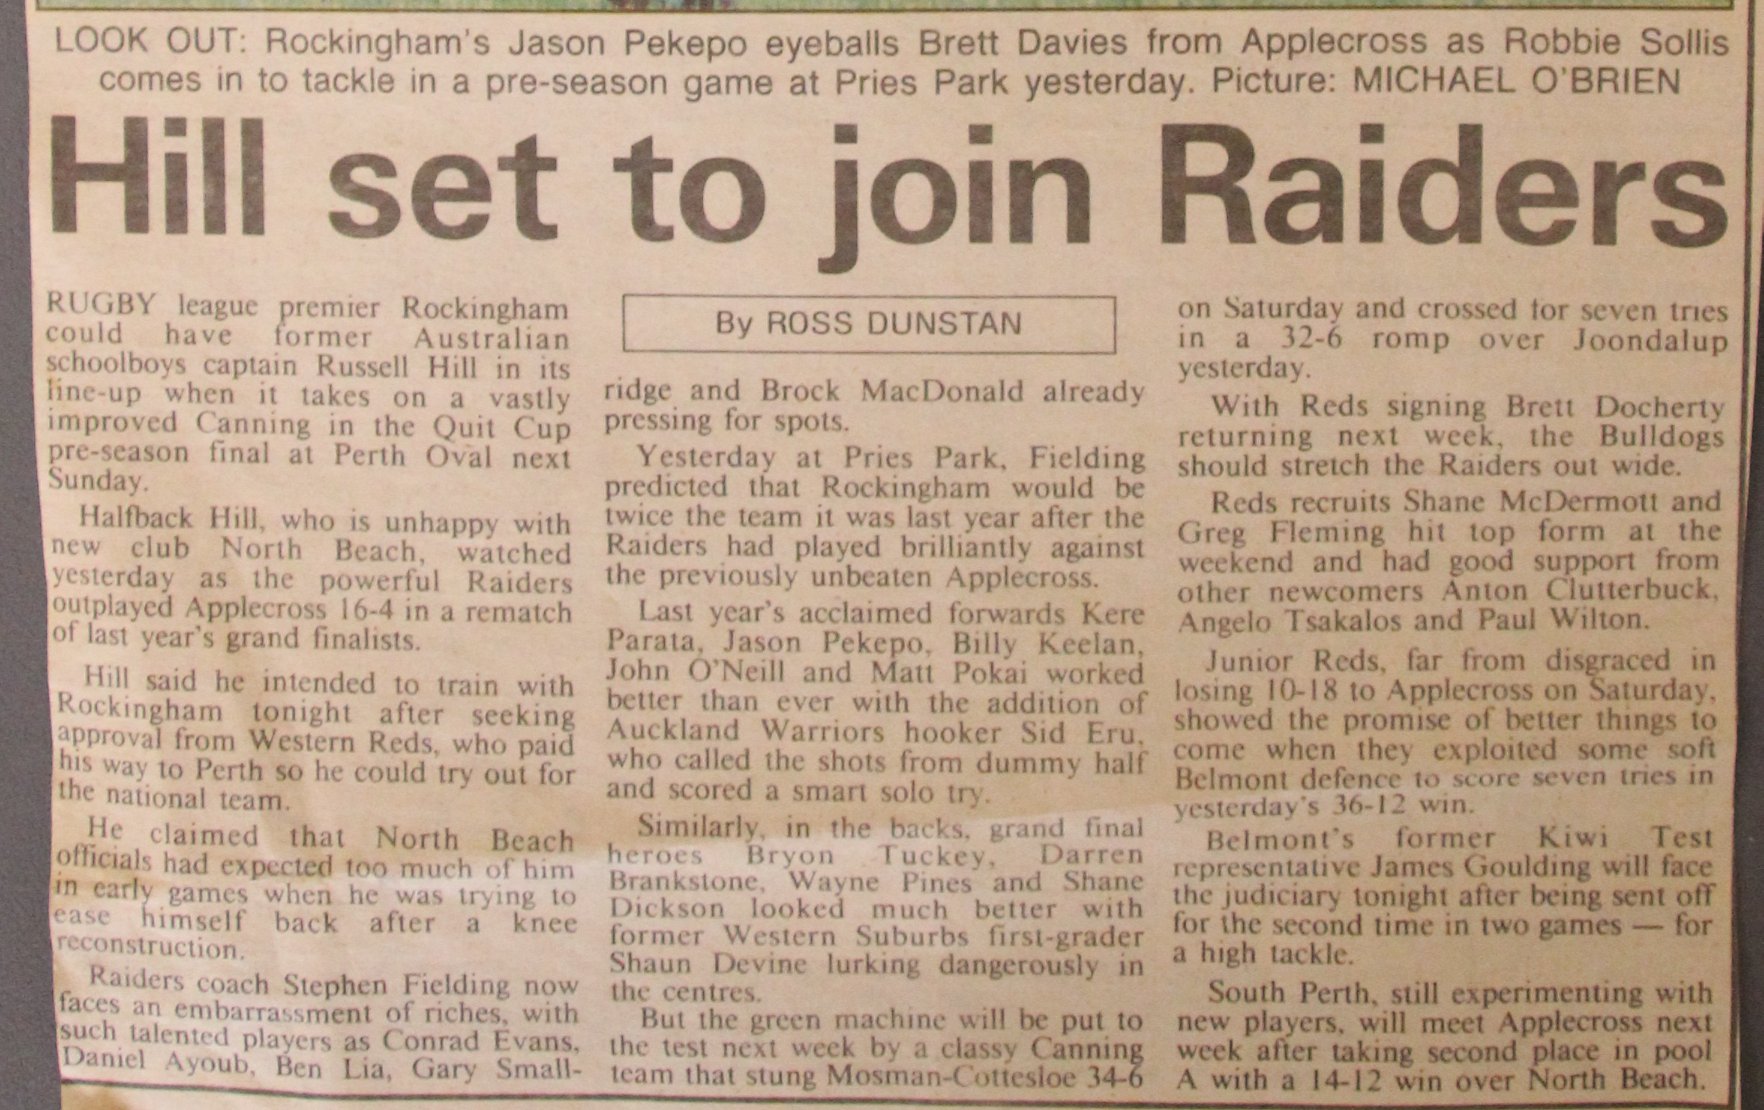 LOOK OUT: Rockingham's Jason Pekepo eyeballs Brett Davies from Applecross as Robbie Sollis
comes in to tackle in a pre-season game at Pries Park yesterday. Picture: MICHAEL O'BRIEN
Hill set to join Raiders
RUGBY league premier Rockingham
could have former Australian
schoolboys captain Russell Hill in its
line-up when it takes on a vastly
improved Canning in the Quit Cup
pre-season final at Perth Oval next
Sunday.
Halfback Hill, who is unhappy with
new club North Beach, watched
yesterday as the powerful Raiders
outplayed Applecross 16-4 in a rematch
of last year's grand finalists.
Hill said he intended to train with
Rockingham tonight after seeking
approval from Western Reds, who paid
his way to Perth so he could try out for
the national team.
He claimed that North Beach
officials had expected too much of him
in early games when he was trying to
ease himself back after a knee
reconstruction.
Raiders coach Stephen Fielding now
faces an embarrassment of riches, with
such talented players as Conrad Evans,
Daniel Ayoub, Ben Lia, Gary Small-
By ROSS DUNSTAN
ridge and Brock MacDonald already
pressing for spots.
Yesterday at Pries Park, Fielding
predicted that Rockingham would be
twice the team it was last year after the
Raiders had played brilliantly against
the previously unbeaten Applecross.
Last year's acclaimed forwards Kere
Parata, Jason Pekepo, Billy Keelan,
John O'Neill and Matt Pokai worked
better than ever with the addition of
Auckland Warriors hooker Sid Eru,
who called the shots from dummy half
and scored a smart solo try.
Similarly, in the backs, grand final
heroes Bryon Tuckey, Darren
Brankstone, Wayne Pines and Shane
Dickson looked much better with
former Western Suburbs first-grader
Shaun Devine lurking dangerously in
the centres.
But the green machine will be put to
the test next week by a classy Canning
team that stung Mosman-Cottesloe 34-6
on Saturday and crossed for seven tries
in a 32-6 romp over Joondalup
yesterday.
With Reds signing Brett Docherty
returning next week, the Bulldogs
should stretch the Raiders out wide.
Reds recruits Shane McDermott and
Greg Fleming hit top form at the
weekend and had good support from
other newcomers Anton Clutterbuck,
Angelo Tsakalos and Paul Wilton.
Junior Reds, far from disgraced in
losing 10-18 to Applecross on Saturday,
showed the promise of better things to
come when they exploited some soft
Belmont defence to score seven tries in
yesterday's 36-12 win.
Belmont's former Kiwi Test
representative James Goulding will face
the judiciary tonight after being sent off
for the second time in two games — for
a high tackle.
South Perth, still experimenting with
new players, will meet Applecross next
week after taking second place in pool
A with a 14-12 win over North Beach.